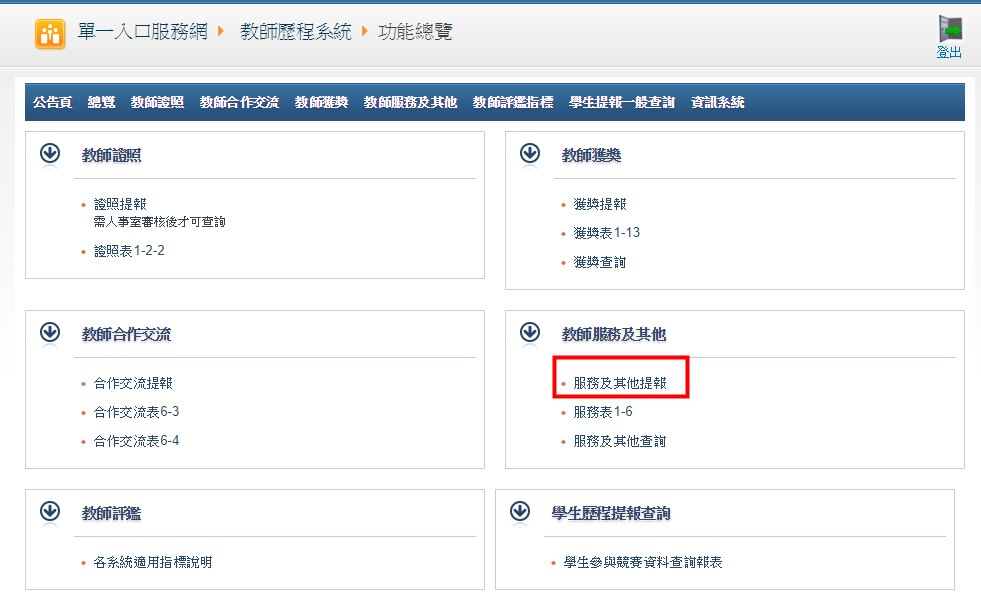 單一入口服務網 教師歷程系統 功能總覽
登出
公告頁 總覽 教師證照 教師合作交流 教師獲獎 教師服務及其他 教師評鑑指標 學生提報一般查詢 資訊系統
教師證照
證照提報
需人事室審核後才可查詢
證照表1-2-2
教師獲獎
獲獎提報
獲獎表1-13
獲獎查詢
教師合作交流
合作交流提報
合作交流表6-3
合作交流表6-4
教師服務及其他
服務及其他提報
服務表1-6
服務及其他查詢
教師評鑑
各系統適用指標說明
學生歷程提報查詢
學生參與競賽資料查詢報表